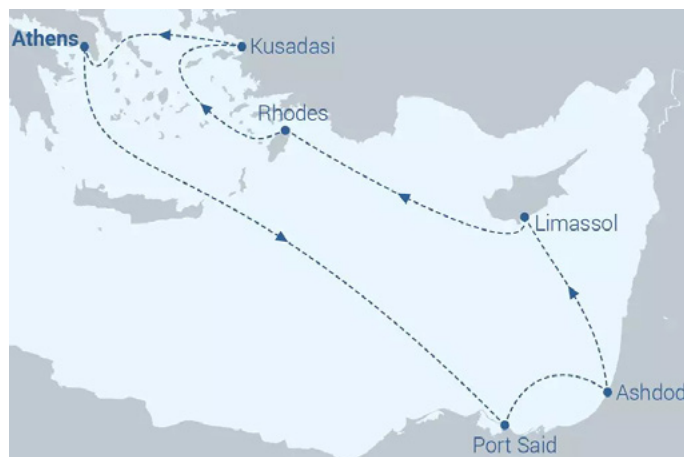 Athens
Kusadasi
Rhodes
Limassol
Ashdod
Port Said